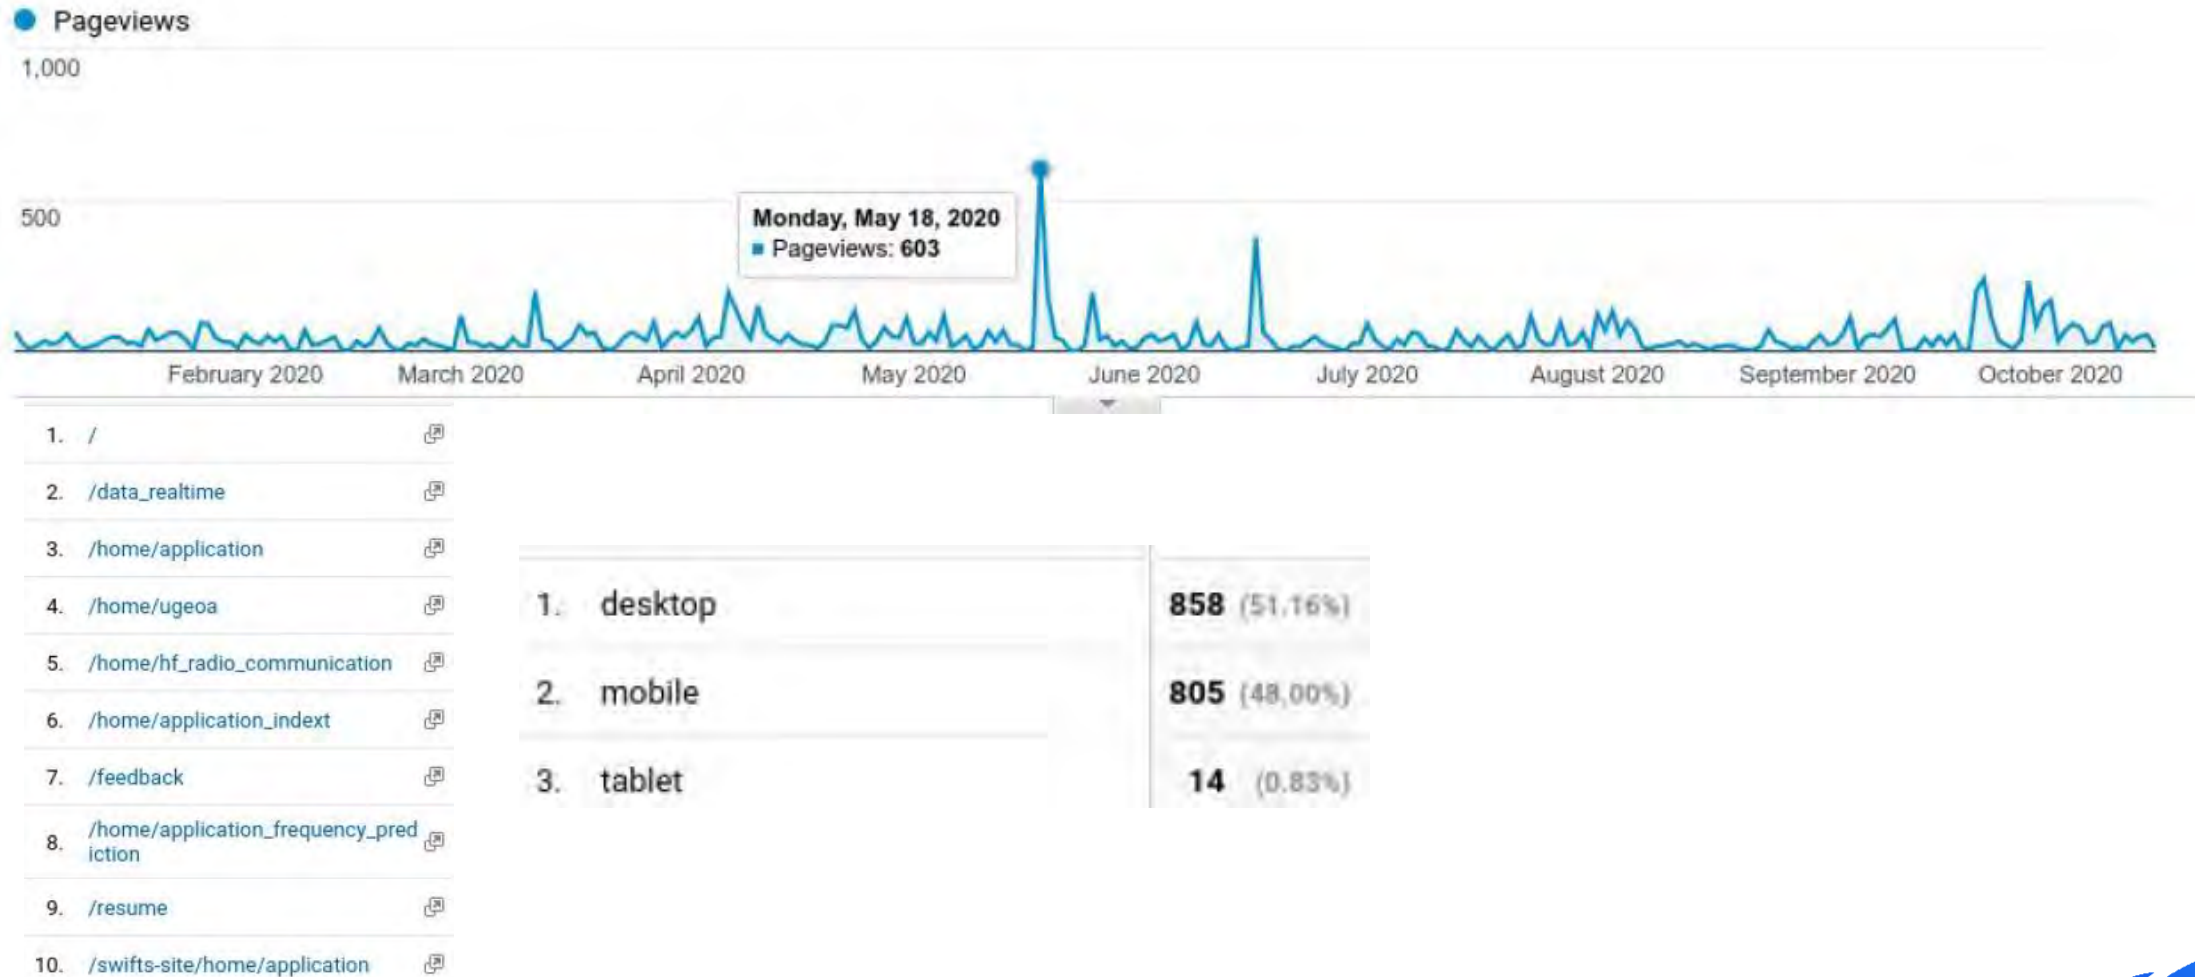 Pageviews
1,000
500
Monday, May 18, 2020
Pageviews: 603
February 2020 March 2020 April 2020 May 2020 June 2020 July 2020 August 2020 September 2020 October 2020
1. /
2. /data_realtime
3. /home/application
4. /home/ugeoa
5. /home/hf_radio_communication
6. /home/application_indext
7. /feedback
8. /home/application_frequency_pred
iction
9. /resume
10. /swifts-site/home/application
1. desktop 858 (51.16%)
2. mobile 805 (48.00%)
3. tablet 14 (0.83%)